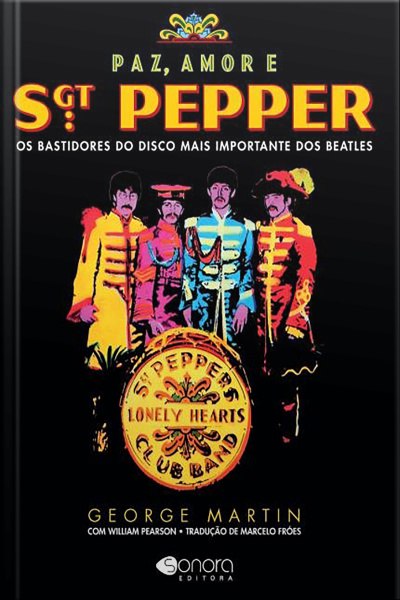 PAZ, AMOR E
SGT. PEPPER
OS BASTIDORES DO DISCO MAIS IMPORTANTE DOS BEATLES
SGT PEPPERS
LONELY HEARTS
CLUB BAND
GEORGE MARTIN
COM WILLIAM PEARSON • TRADUÇÃO DE MARCELO FRÓES
Sonora
EDITORA